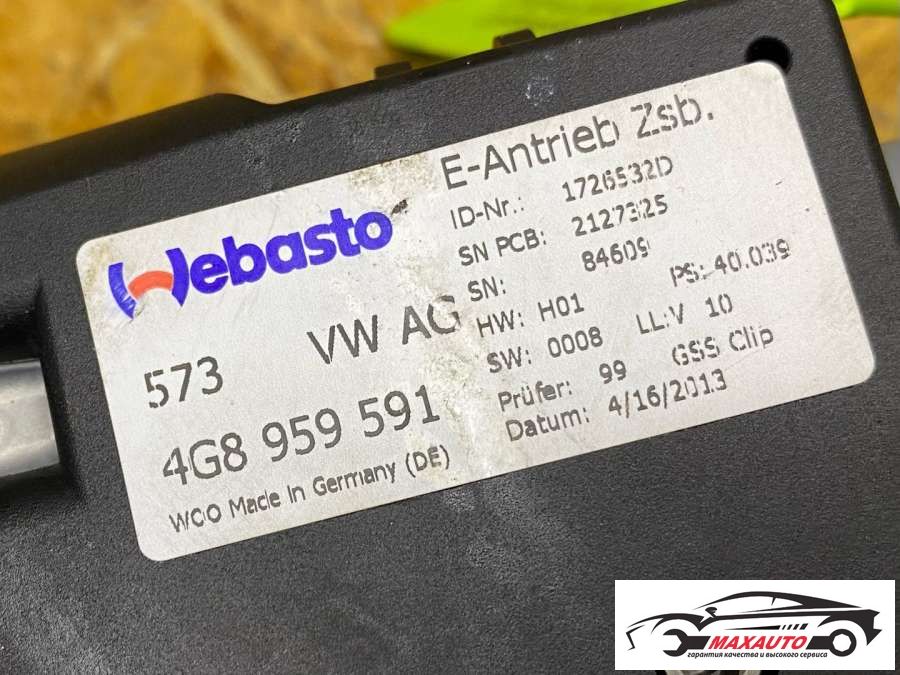 Webasto
573 VW AG
4G8 959 591
WOO Made In Germany (DE)
E-Antrieb Zsb.
ID-Nr.: 1726532D
SN PCB: 2127325
SN: 84609
HW: H01 PS: 40.039
SW: 0008 LL:V 10
Prüfer: 99 GSS Clip
Datum: 4/16/2013
MAXAUTO
гарантия качества и высокого сервиса